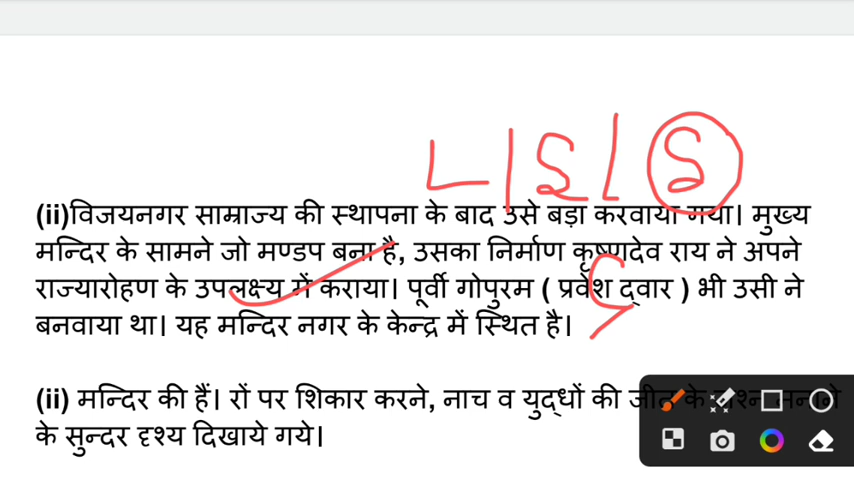 (ii)विजयनगर साम्राज्य की स्थापना के बाद उसे बड़ा करवाया गया। मुख्य
मन्दिर के सामने जो मण्डप बना है, उसका निर्माण कृष्णदेव राय ने अपने
राज्यारोहण के उपलक्ष्य में कराया। पूर्वी गोपुरम ( प्रवेश द्वार ) भी उसी ने
बनवाया था। यह मन्दिर नगर के केन्द्र में स्थित है।
(ii) मन्दिर की हैं। रों पर शिकार करने, नाच व युद्धों की जीत के
के सुन्दर दृश्य दिखाये गये।